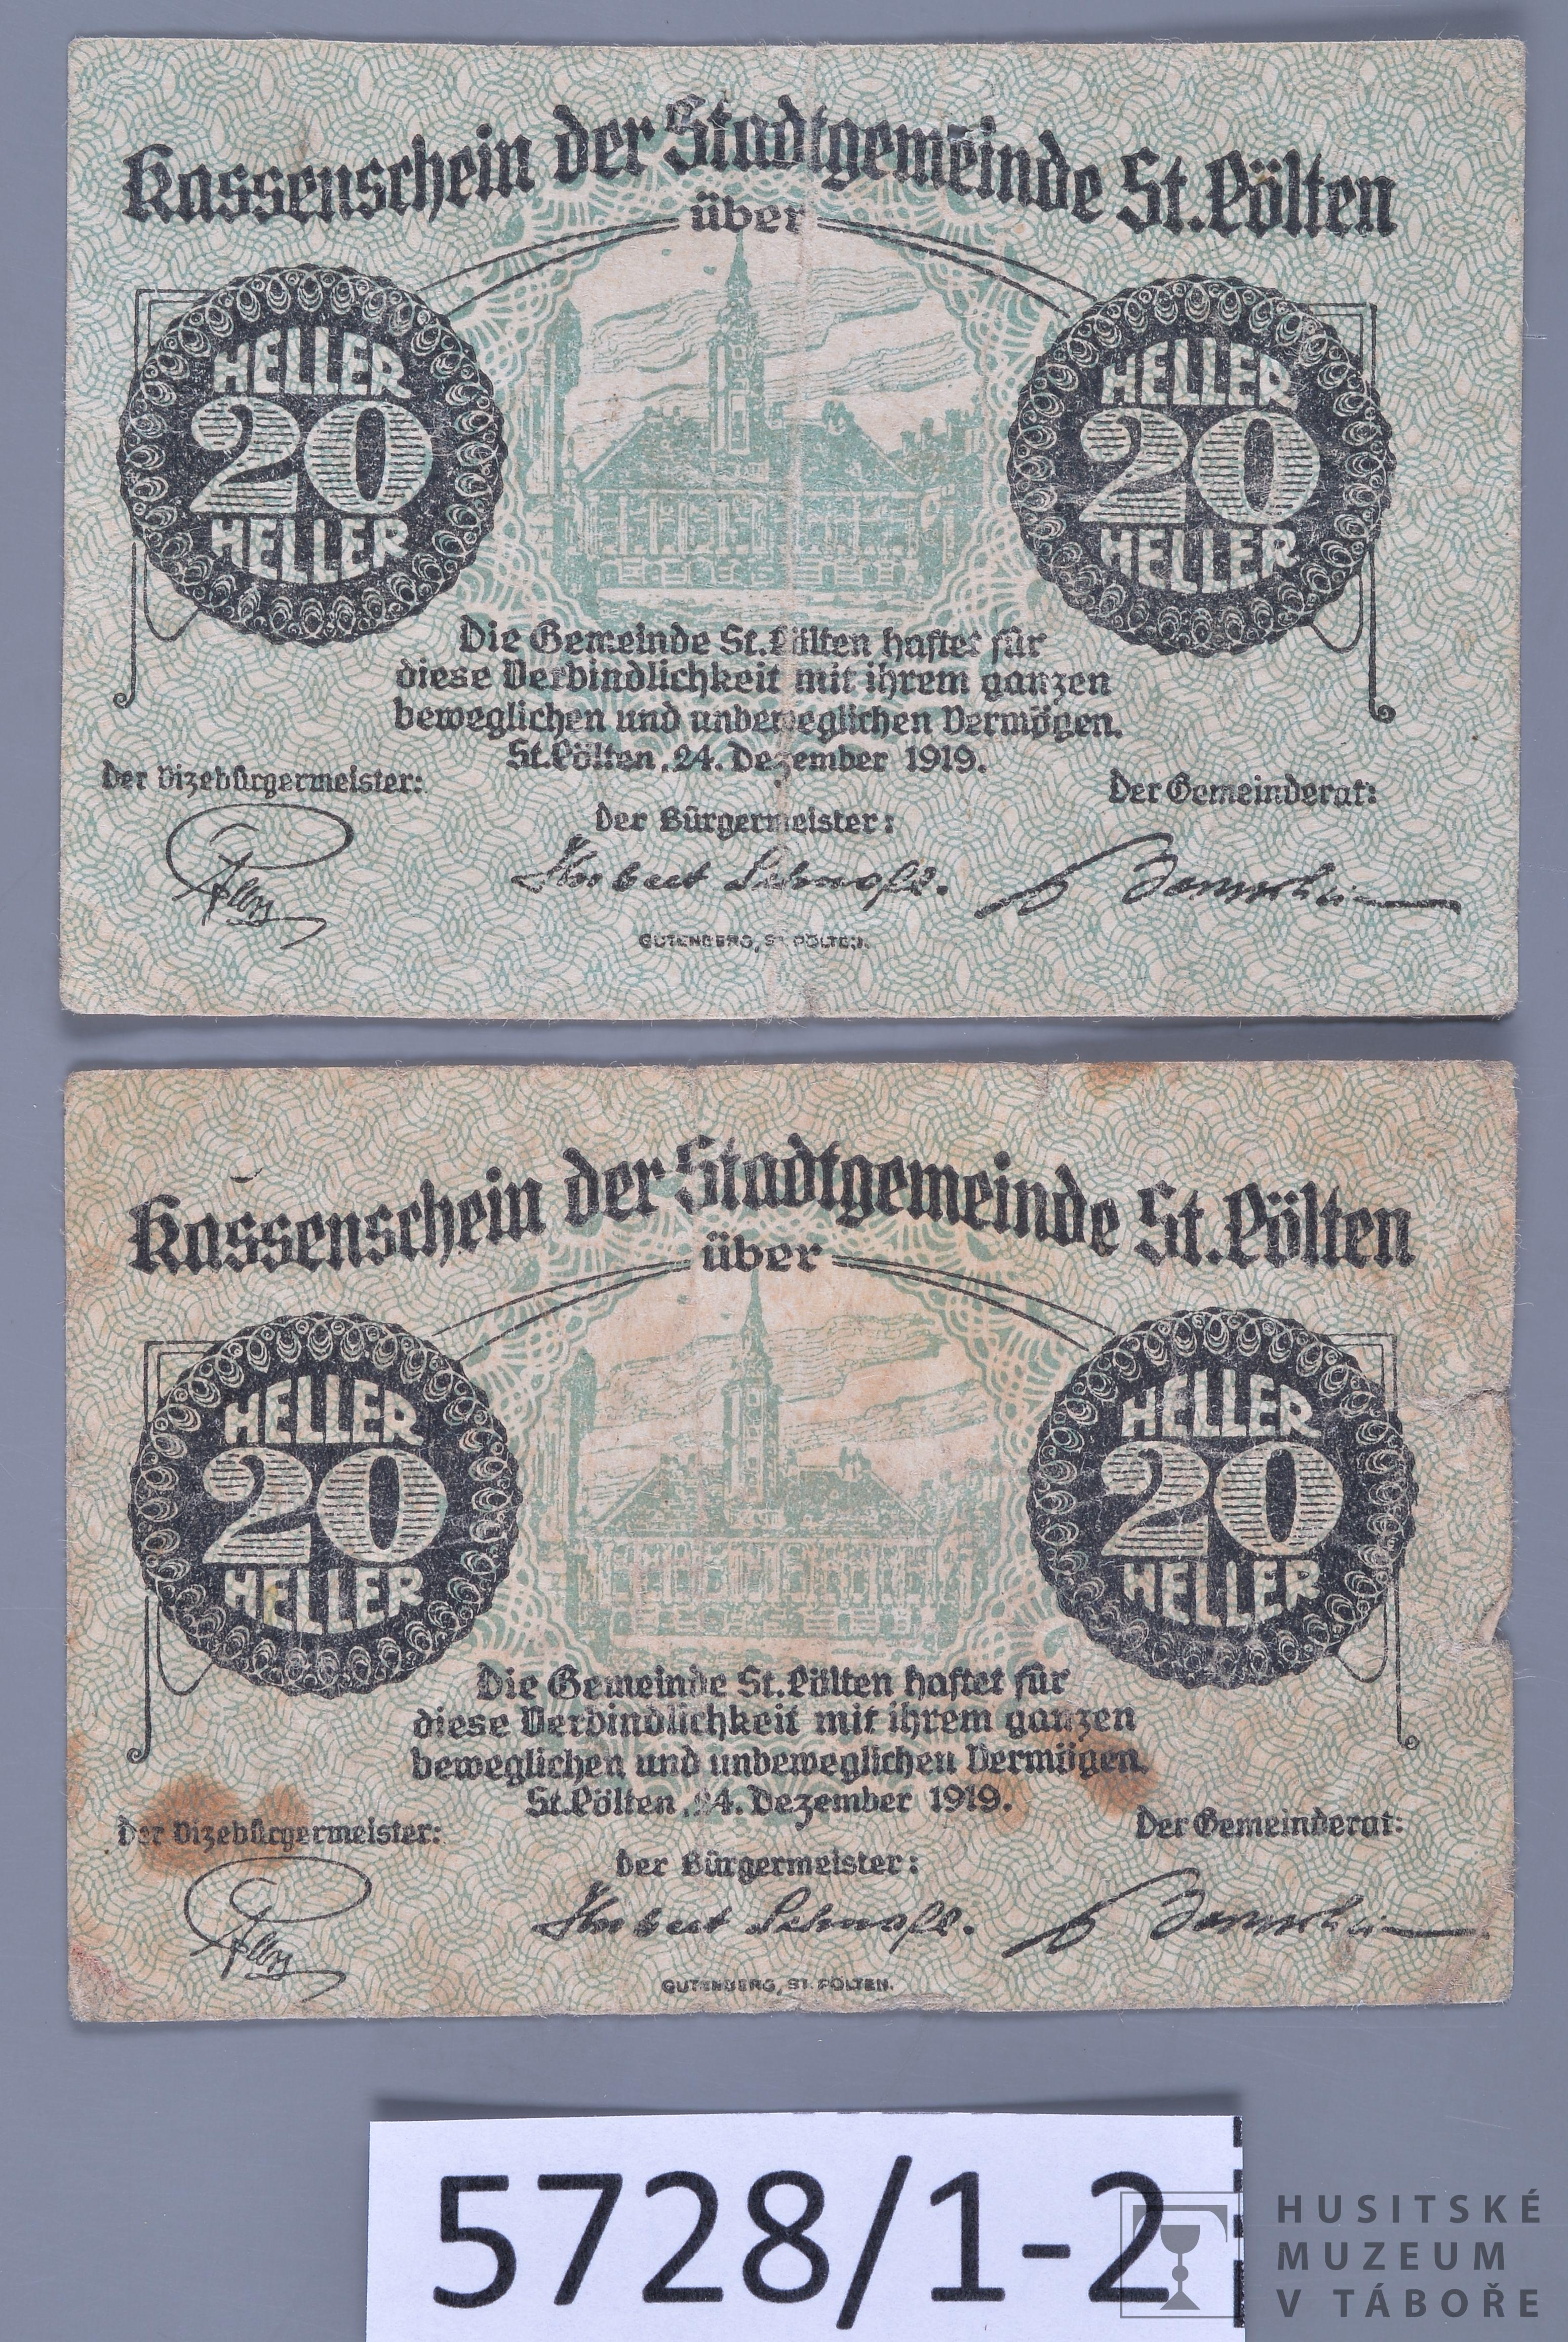 Kassenschein der Stadtgemeinde St. Pölten
über
HELLER
20
HELLER
HELLER
20
HELLER
Die Gemeinde St. Pölten haftet für
diese Verbindlichkeit mit ihrem ganzen
beweglichen und unbeweglichen Vermögen.
St. Pölten, 24. Dezember 1919.
Der Vizebürgermeister:
Der Bürgermeister:
Der Gemeinderat:
GUTENBERG, ST. PÖLTEN.
Kassenschein der Stadtgemeinde St. Pölten
über
HELLER
20
HELLER
HELLER
20
HELLER
Die Gemeinde St. Pölten haftet für
diese Verbindlichkeit mit ihrem ganzen
beweglichen und unbeweglichen Vermögen.
St. Pölten, 24. Dezember 1919.
Der Vizebürgermeister:
Der Bürgermeister:
Der Gemeinderat:
GUTENBERG, ST. PÖLTEN.
5728/1-2
HUSITSKÉ
MUZEUM
V TÁBOŘE